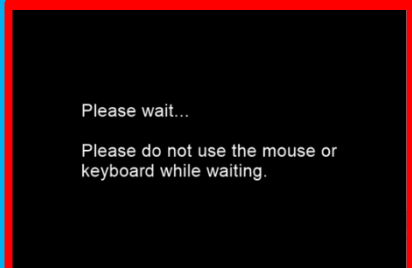 Please wait...
Please do not use the mouse or
keyboard while waiting.